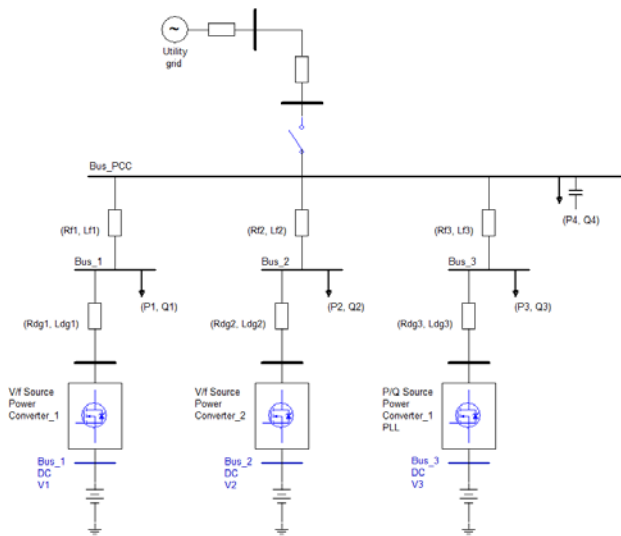 ~
Utility
grid
Bus_PCC
(Rf1, Lf1)
(Rf2, Lf2)
(Rf3, Lf3)
(P4, Q4)
Bus_1
Bus_2
Bus_3
(P1, Q1)
(P2, Q2)
(P3, Q3)
(Rdg1, Ldg1)
(Rdg2, Ldg2)
(Rdg3, Ldg3)
V/f Source
Power
Converter_1
V/f Source
Power
Converter_2
P/Q Source
Power
Converter_1
PLL
Bus_1
DC
V1
Bus_2
DC
V2
Bus_3
DC
V3